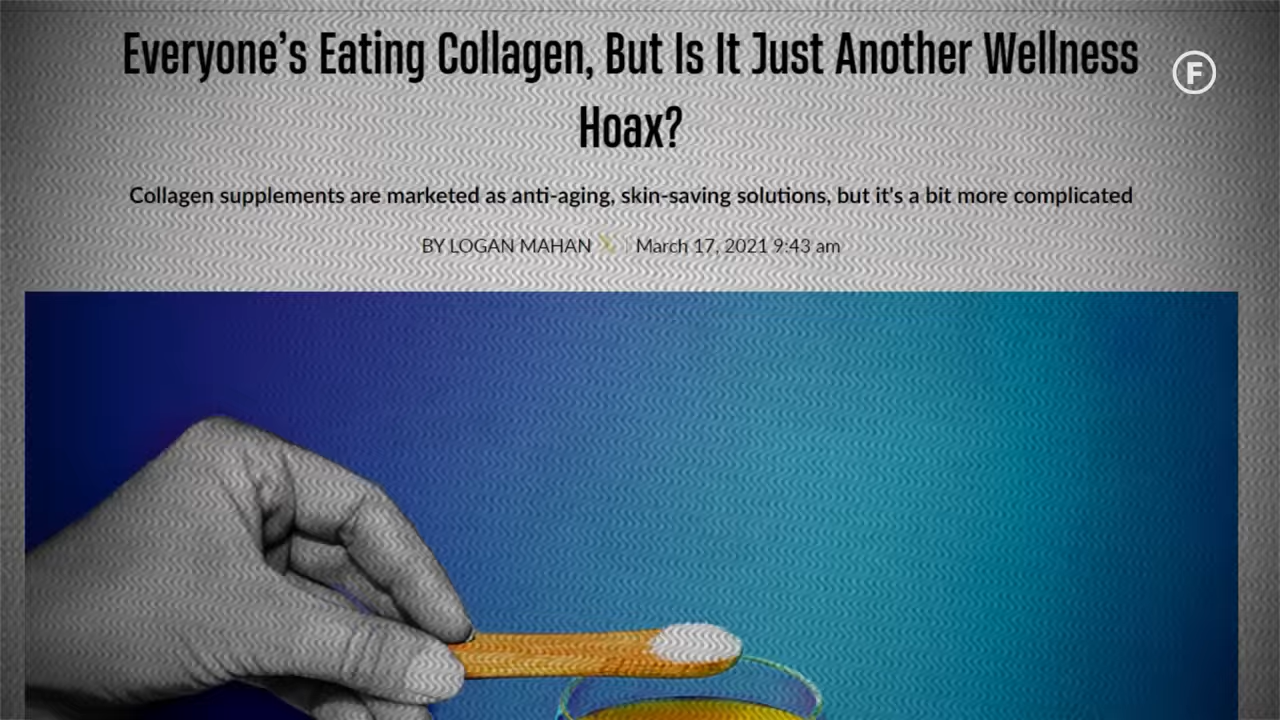 Everyone's Eating Collagen, But Is It Just Another Wellness
Hoax?
F
Collagen supplements are marketed as anti-aging, skin-saving solutions, but it's a bit more complicated
BY LOGAN MAHAN | March 17, 2021 9:43 am